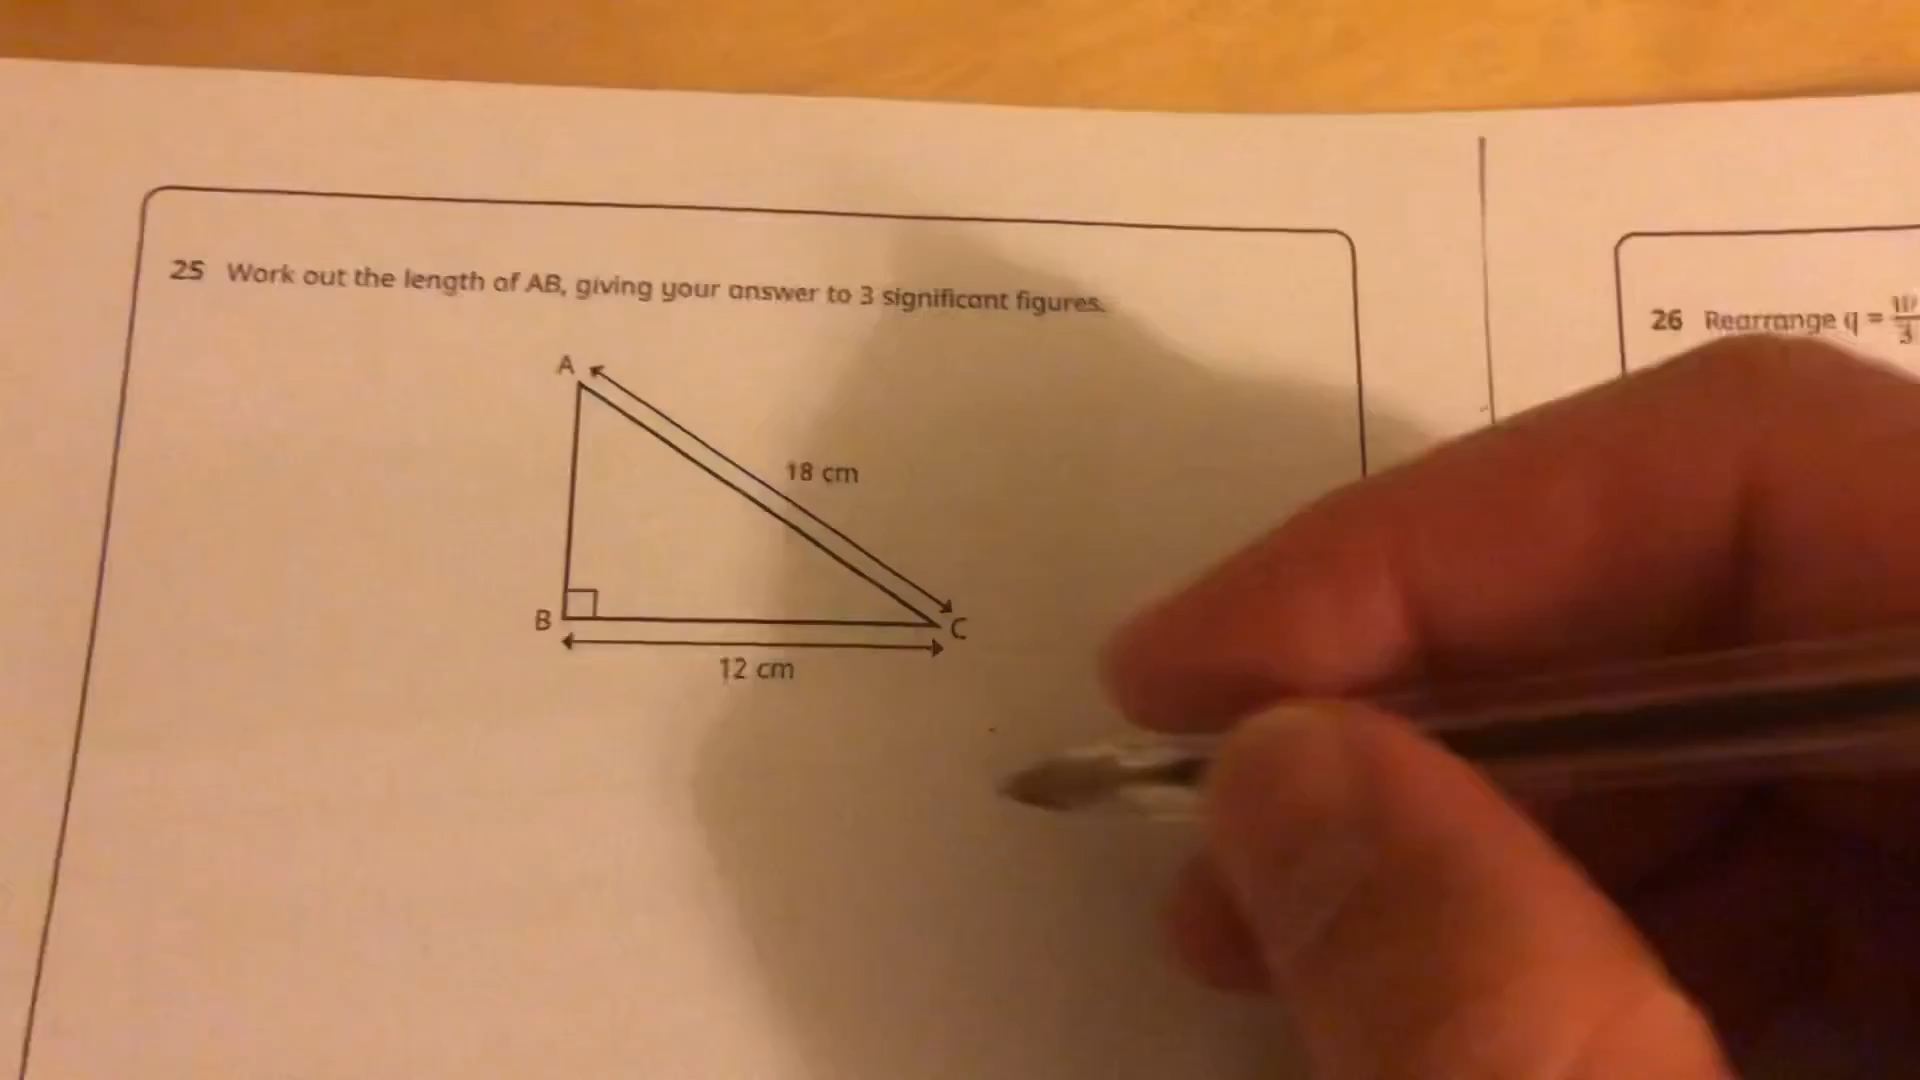 25 Work out the length of AB, giving your answer to 3 significant figures.
A
18 cm
B
C
12 cm
26 Rearrange q =
3